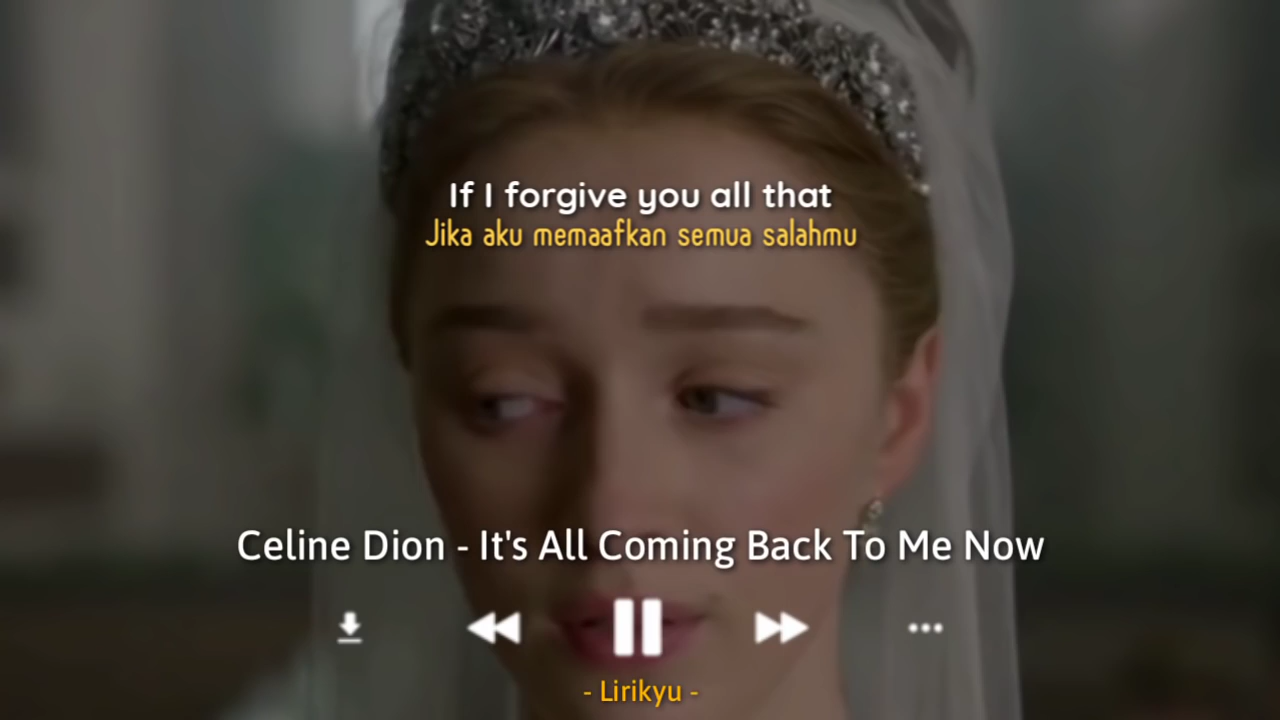 If I forgive you all that
Jika aku memaafkan semua salahmu
Celine Dion - It's All Coming Back To Me Now
- Lirikyu -